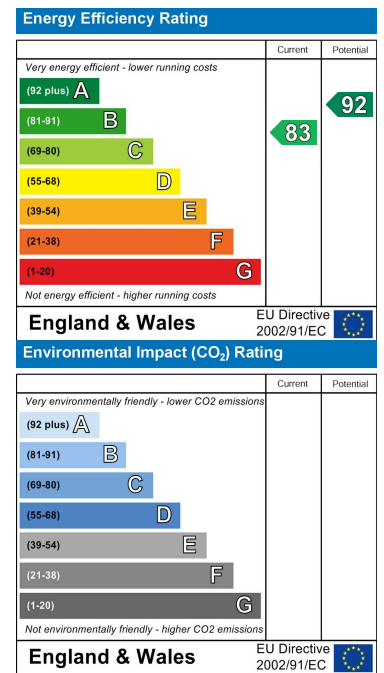 Energy Efficiency Rating
Current Potential
Very energy efficient - lower running costs
(92 plus) A
92
(81-91) B
83
(69-80) C
(55-68) D
(39-54) E
(21-38) F
(1-20) G
Not energy efficient - higher running costs
England & Wales
EU Directive
2002/91/EC
Environmental Impact (CO₂) Rating
Current Potential
Very environmentally friendly - lower CO2 emissions
(92 plus) A
(81-91) B
(69-80) C
(55-68) D
(39-54) E
(21-38) F
(1-20) G
Not environmentally friendly - higher CO2 emissions
England & Wales
EU Directive
2002/91/EC